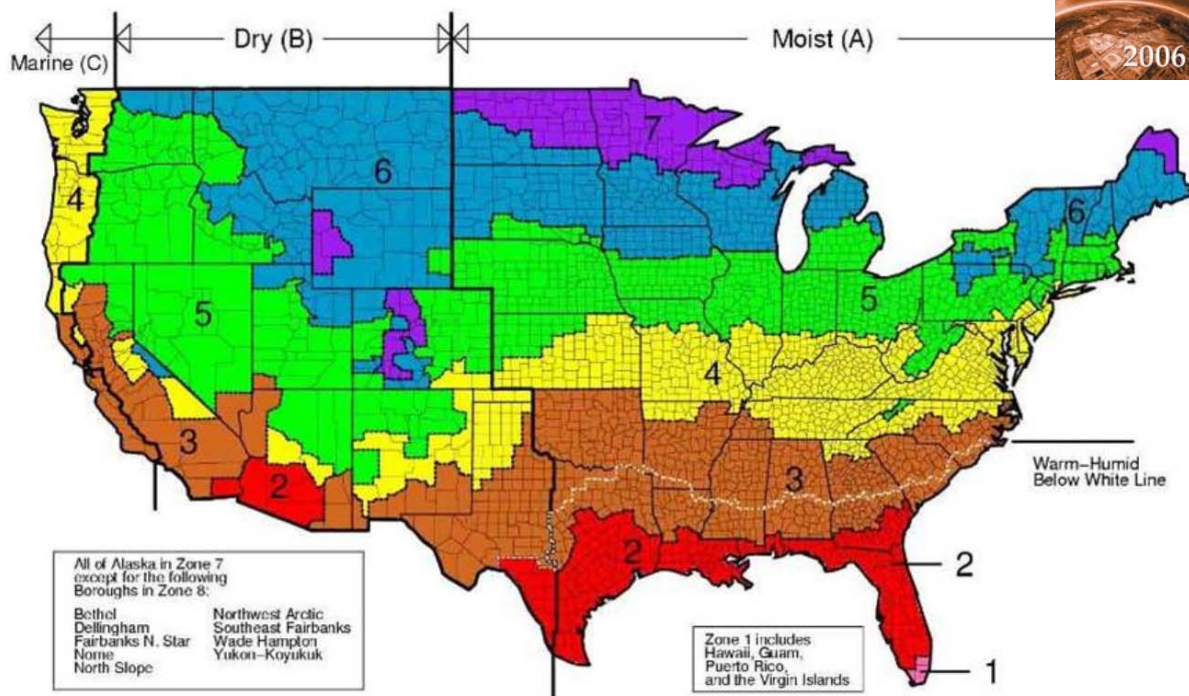 Marine (C)
Dry (B)
Moist (A)
2006
7
6
4
6
5
5
4
3
3
2
2
2
1
Warm-Humid
Below White Line
All of Alaska in Zone 7
except for the following
Boroughs in Zone 8:
Bethel
Dellingham
Fairbanks N. Star
Nome
North Slope
Northwest Arctic
Southeast Fairbanks
Wade Hampton
Yukon-Koyukuk
Zone 1 includes
Hawaii, Guam,
Puerto Rico,
and the Virgin Islands